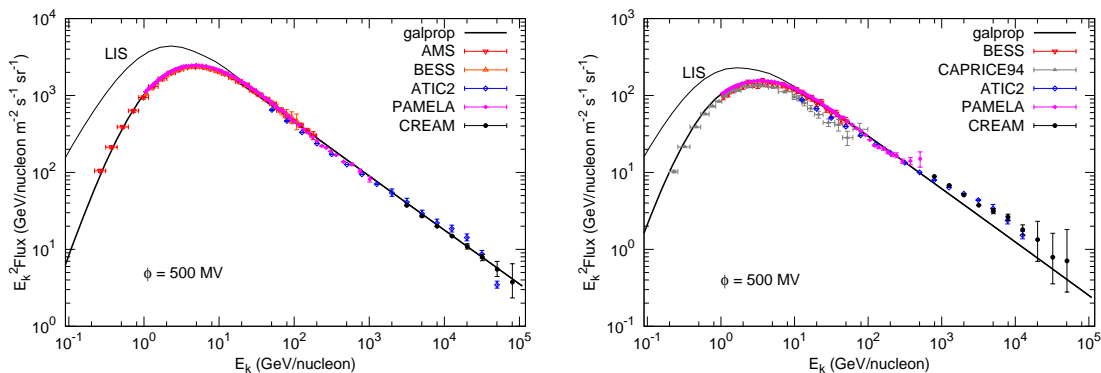 10^4
10^3
10^2
10^1
10^0
E_k^2Flux (GeV/nucleon m^-2 s^-1 sr^-1)
LIS
galprop
AMS
BESS
ATIC2
PAMELA
CREAM
ϕ = 500 MV
10^-1 10^0 10^1 10^2 10^3 10^4 10^5
E_k (GeV/nucleon)
10^3
10^2
10^1
10^0
10^-1
E_k^2Flux (GeV/nucleon m^-2 s^-1 sr^-1)
LIS
galprop
BESS
CAPRICE94
ATIC2
PAMELA
CREAM
ϕ = 500 MV
10^-1 10^0 10^1 10^2 10^3 10^4 10^5
E_k (GeV/nucleon)